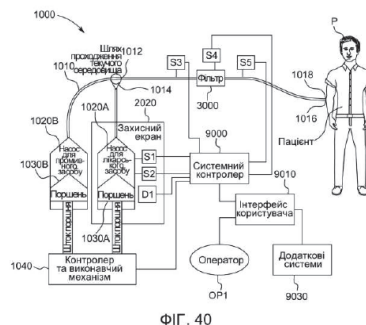 1000
Шлях
проходження
текучого
середовища
1010
1012
1014
1020B
1020A
2020
Захисний
екран
Насос
для
промив-
ного
засобу
Насос
для
лікарсь-
кого
засобу
1030B
Поршень
Поршень
1030A
Шток поршня
Шток поршня
S1
S2
D1
S3
S4
S5
Фільтр
3000
9000
Системний
контролер
9010
Інтерфейс
користувача
Оператор
OP1
Додаткові
системи
9030
1040
Контролер
та виконавчий
механізм
P
1018
1016
Пацієнт
ФІГ. 40